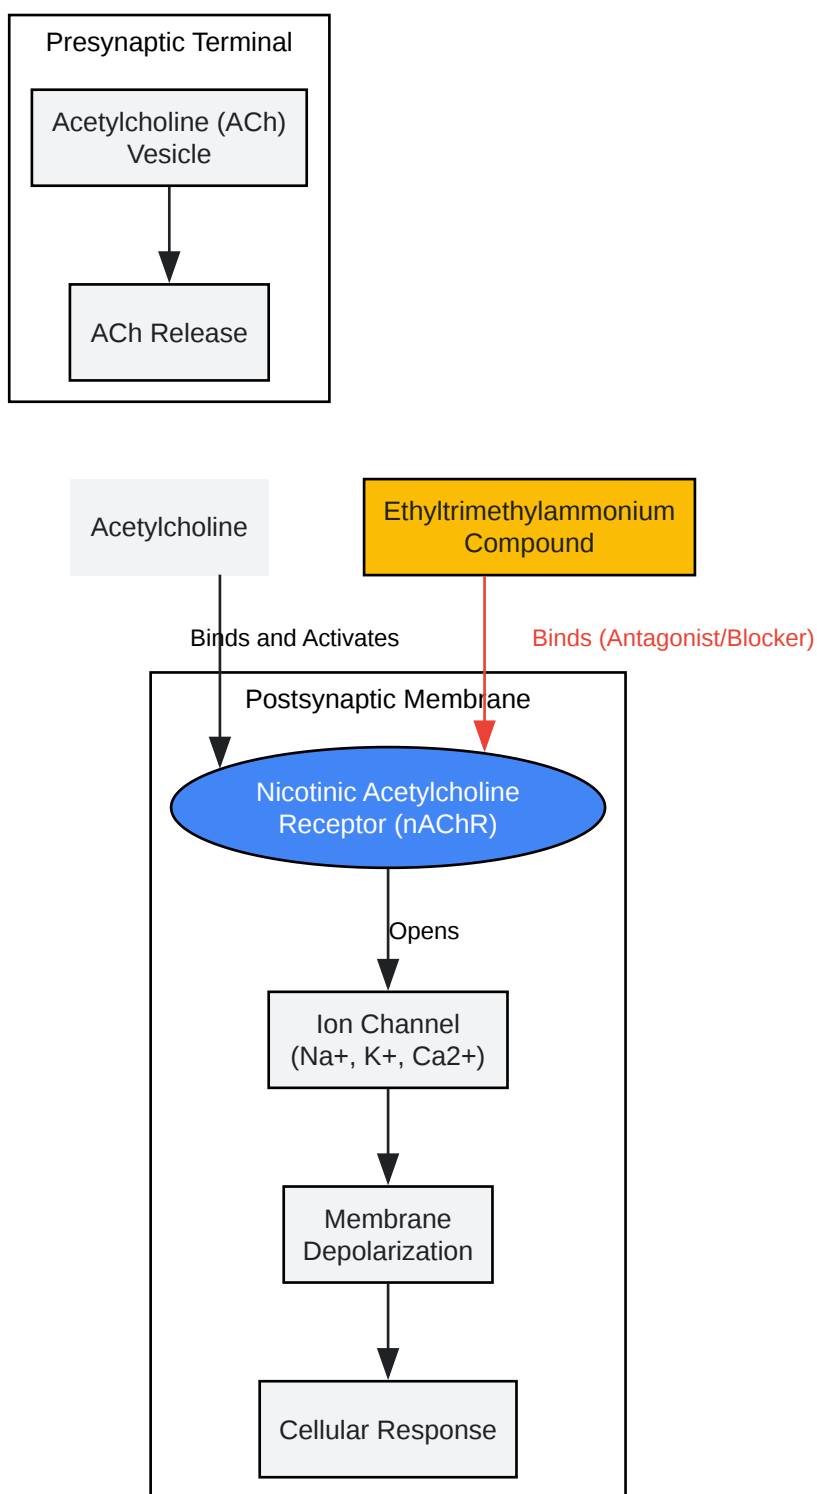 Presynaptic Terminal
Acetylcholine (ACh)
Vesicle
ACh Release
Acetylcholine
Ethyltrimethylammonium
Compound
Binds and Activates
Binds (Antagonist/Blocker)
Postsynaptic Membrane
Nicotinic Acetylcholine
Receptor (nAChR)
Opens
Ion Channel
(Na+, K+, Ca2+)
Membrane
Depolarization
Cellular Response